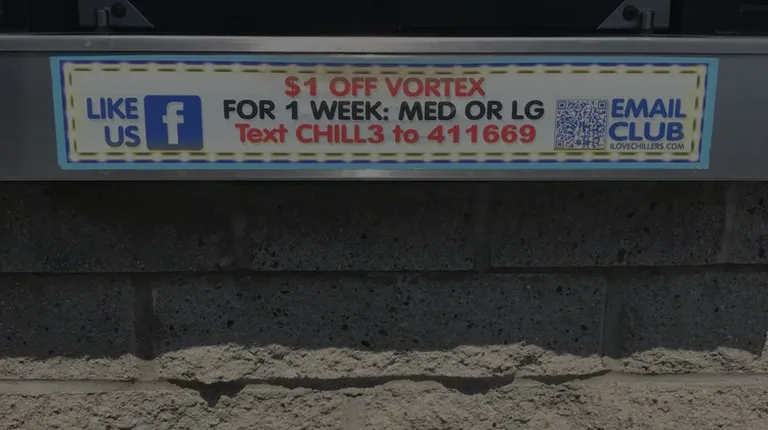 LIKE
US
f
$1 OFF VORTEX
FOR 1 WEEK: MED OR LG
Text CHILL3 to 411669
EMAIL
CLUB
ILOVECHILLERS.COM